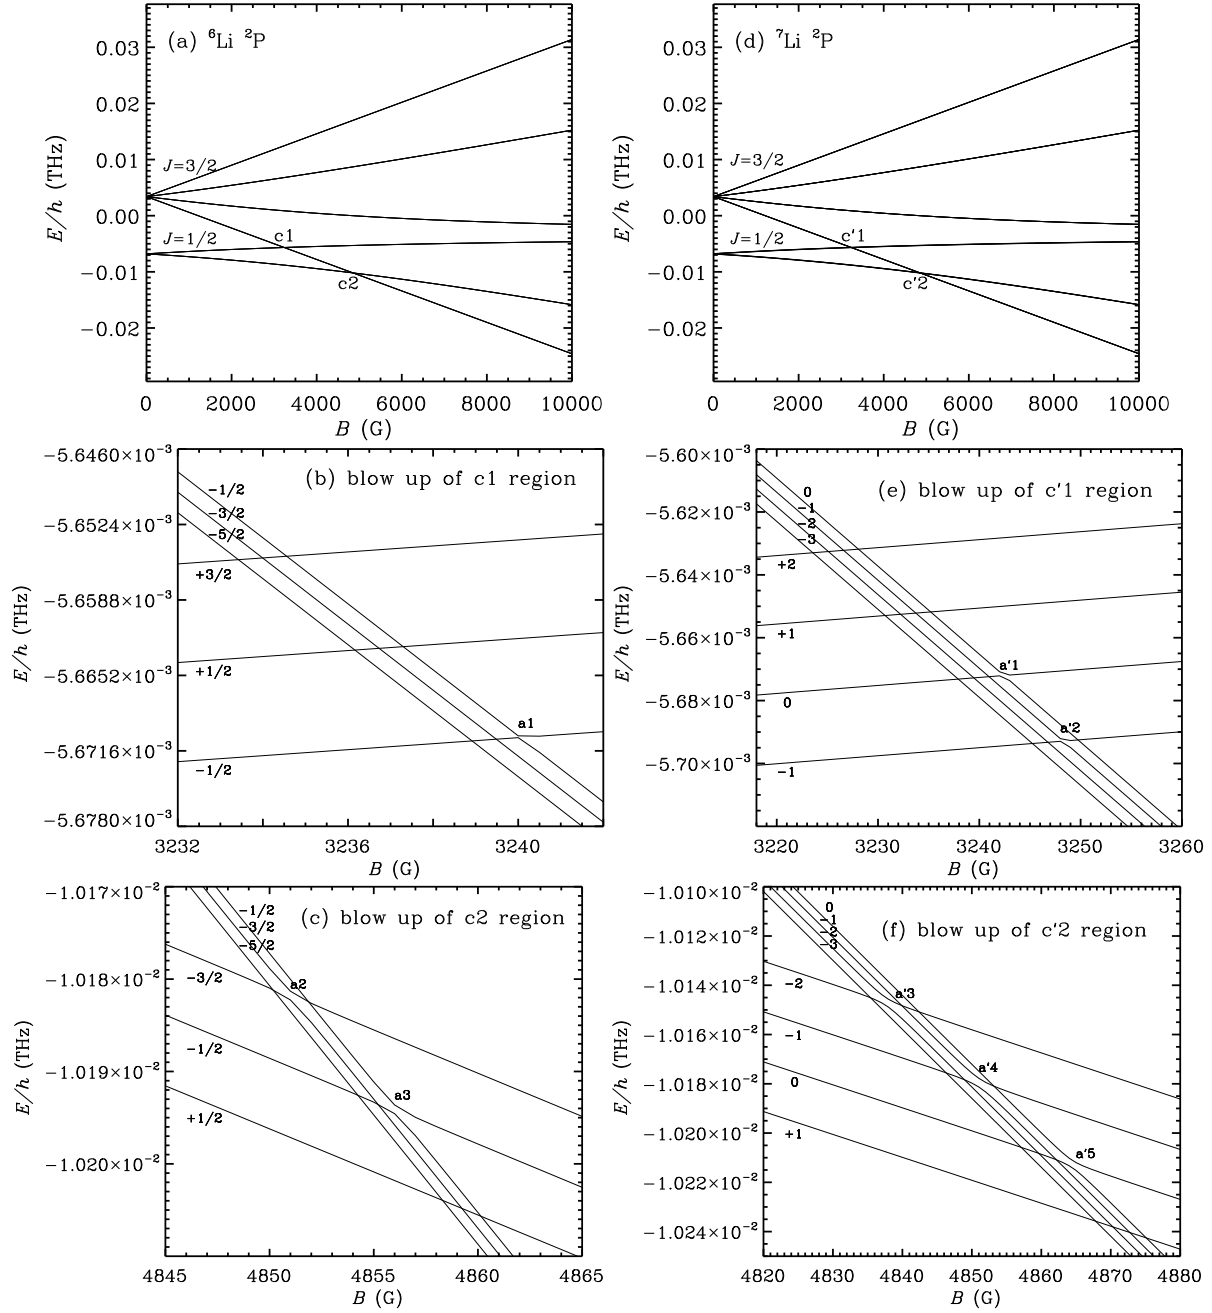 (a) ⁶Li ²P
0.03
0.02
0.01
0.00
−0.01
−0.02
E/h (THz)
J=3/2
J=1/2
c1
c2
0 2000 4000 6000 8000 10000
B (G)
(d) ⁷Li ²P
0.03
0.02
0.01
0.00
−0.01
−0.02
E/h (THz)
J=3/2
J=1/2
c′1
c′2
0 2000 4000 6000 8000 10000
B (G)
(b) blow up of c1 region
−5.6460×10⁻³
−5.6524×10⁻³
−5.6588×10⁻³
−5.6652×10⁻³
−5.6716×10⁻³
−5.6780×10⁻³
E/h (THz)
−1/2
−3/2
−5/2
+3/2
+1/2
a1
−1/2
3232 3236 3240
B (G)
(e) blow up of c′1 region
−5.60×10⁻³
−5.62×10⁻³
−5.64×10⁻³
−5.66×10⁻³
−5.68×10⁻³
−5.70×10⁻³
E/h (THz)
0
−1
−2
−3
+2
+1
a′1
0
a′2
−1
3220 3230 3240 3250 3260
B (G)
(c) blow up of c2 region
−1.017×10⁻²
−1.018×10⁻²
−1.019×10⁻²
−1.020×10⁻²
E/h (THz)
−1/2
−3/2
−5/2
−3/2
a2
−1/2
a3
+1/2
4845 4850 4855 4860 4865
B (G)
(f) blow up of c′2 region
−1.010×10⁻²
−1.012×10⁻²
−1.014×10⁻²
−1.016×10⁻²
−1.018×10⁻²
−1.020×10⁻²
−1.022×10⁻²
−1.024×10⁻²
E/h (THz)
0
−1
−2
−3
−2
a′3
−1
a′4
0
+1
a′5
4820 4830 4840 4850 4860 4870 4880
B (G)